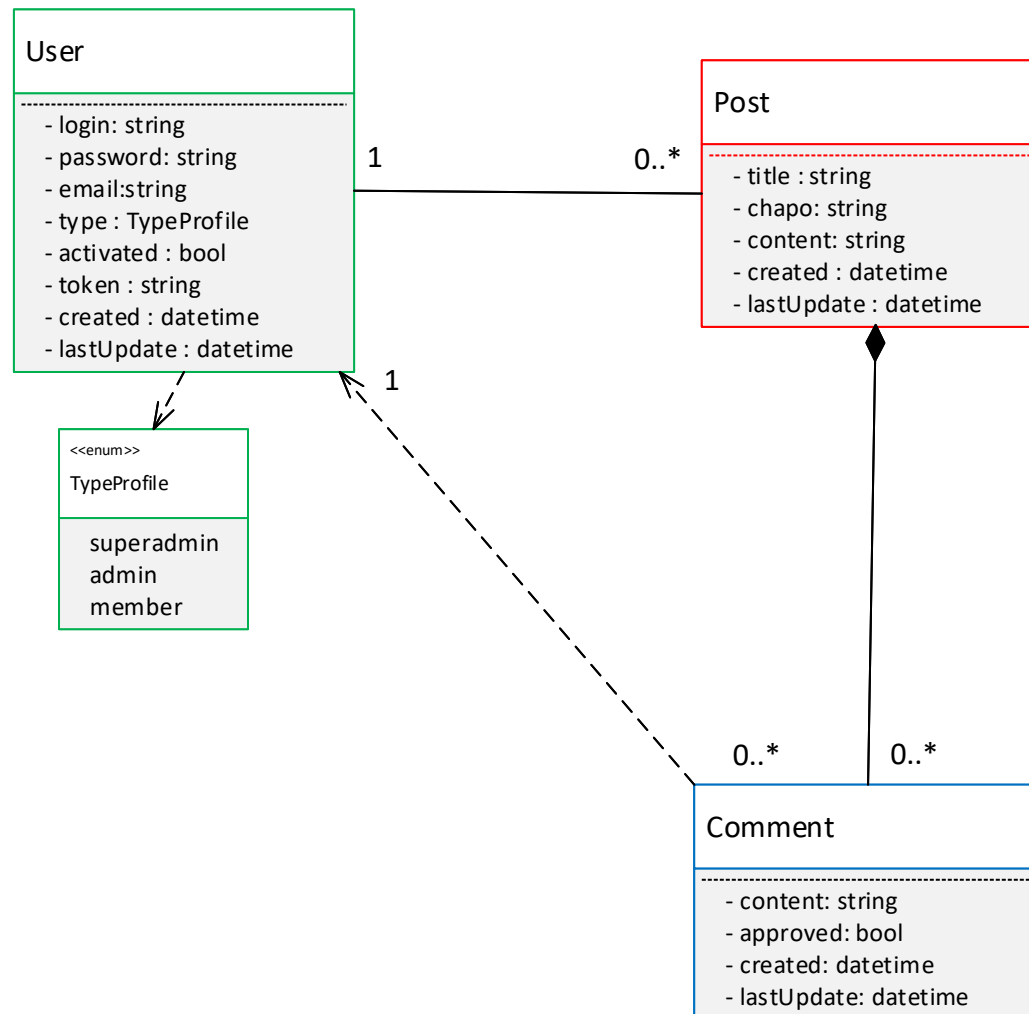 User
- login: string
- password: string
- email:string
- type : TypeProfile
- activated : bool
- token : string
- created : datetime
- lastUpdate : datetime
1
0..*
Post
- title : string
- chapo: string
- content: string
- created : datetime
- lastUpdate : datetime
1
<<enum>>
TypeProfile
superadmin
admin
member
0..*
0..*
Comment
- content: string
- approved: bool
- created: datetime
- lastUpdate: datetime